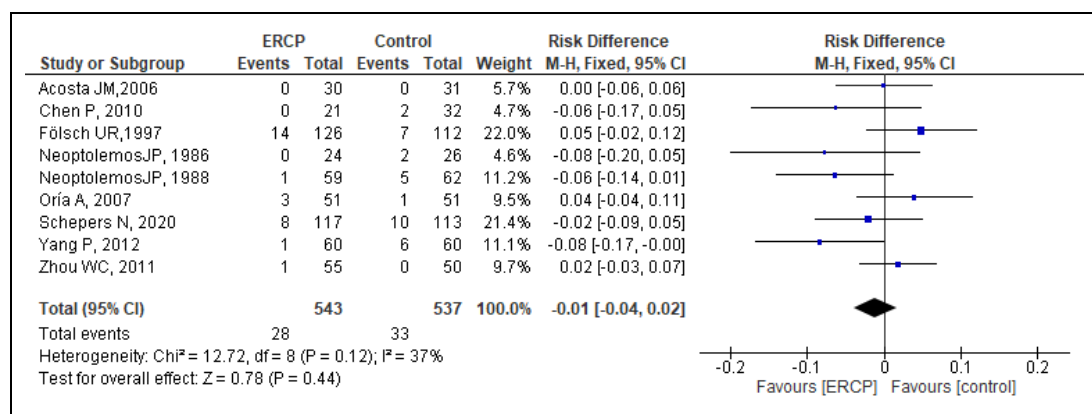 ERCP Control Risk Difference Risk Difference
Study or Subgroup Events Total Events Total Weight M-H, Fixed, 95% CI M-H, Fixed, 95% CI
Acosta JM,2006 0 30 0 31 5.7% 0.00 [-0.06, 0.06]
Chen P, 2010 0 21 2 32 4.7% -0.06 [-0.17, 0.05]
Fölsch UR,1997 14 126 7 112 22.0% 0.05 [-0.02, 0.12]
NeoptolemosJP, 1986 0 24 2 26 4.6% -0.08 [-0.20, 0.05]
NeoptolemosJP, 1988 1 59 5 62 11.2% -0.06 [-0.14, 0.01]
Oría A, 2007 3 51 1 51 9.5% 0.04 [-0.04, 0.11]
Schepers N, 2020 8 117 10 113 21.4% -0.02 [-0.09, 0.05]
Yang P, 2012 1 60 6 60 11.1% -0.08 [-0.17, -0.00]
Zhou WC, 2011 1 55 0 50 9.7% 0.02 [-0.03, 0.07]
Total (95% CI) 543 537 100.0% -0.01 [-0.04, 0.02]
Total events 28 33
Heterogeneity: Chi² = 12.72, df = 8 (P = 0.12); I² = 37%
Test for overall effect: Z = 0.78 (P = 0.44)
-0.2 -0.1 0 0.1 0.2
Favours [ERCP] Favours [control]